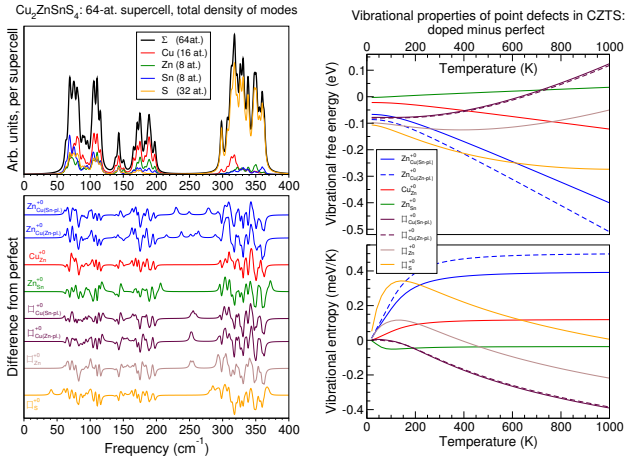 Cu2ZnSnS4: 64-at. supercell, total density of modes
Arb. units, per supercell
Σ (64at.)
Cu (16 at.)
Zn (8 at.)
Sn (8 at.)
S (32 at.)
0 50 100 150 200 250 300 350 400
Difference from perfect
Zn+0Cu(Sn-pl.)
Zn+0Cu(Zn-pl.)
Cu+0Zn
Zn+0Sn
□+0Cu(Sn-pl.)
□+0Cu(Zn-pl.)
□+0Zn
□+0S
0 50 100 150 200 250 300 350 400
Frequency (cm-1)
Vibrational properties of point defects in CZTS:
doped minus perfect
0 200 400 600 800 1000
Temperature (K)
Vibrational free energy (eV)
0.1
0
-0.1
-0.2
-0.3
-0.4
-0.5
Zn+0Cu(Sn-pl.)
Zn+0Cu(Zn-pl.)
Cu+0Zn
Zn+0Sn
□+0Cu(Sn-pl.)
□+0Cu(Zn-pl.)
□+0Zn
□+0S
Vibrational entropy (meV/K)
0.4
0.2
0
-0.2
-0.4
0 200 400 600 800 1000
Temperature (K)